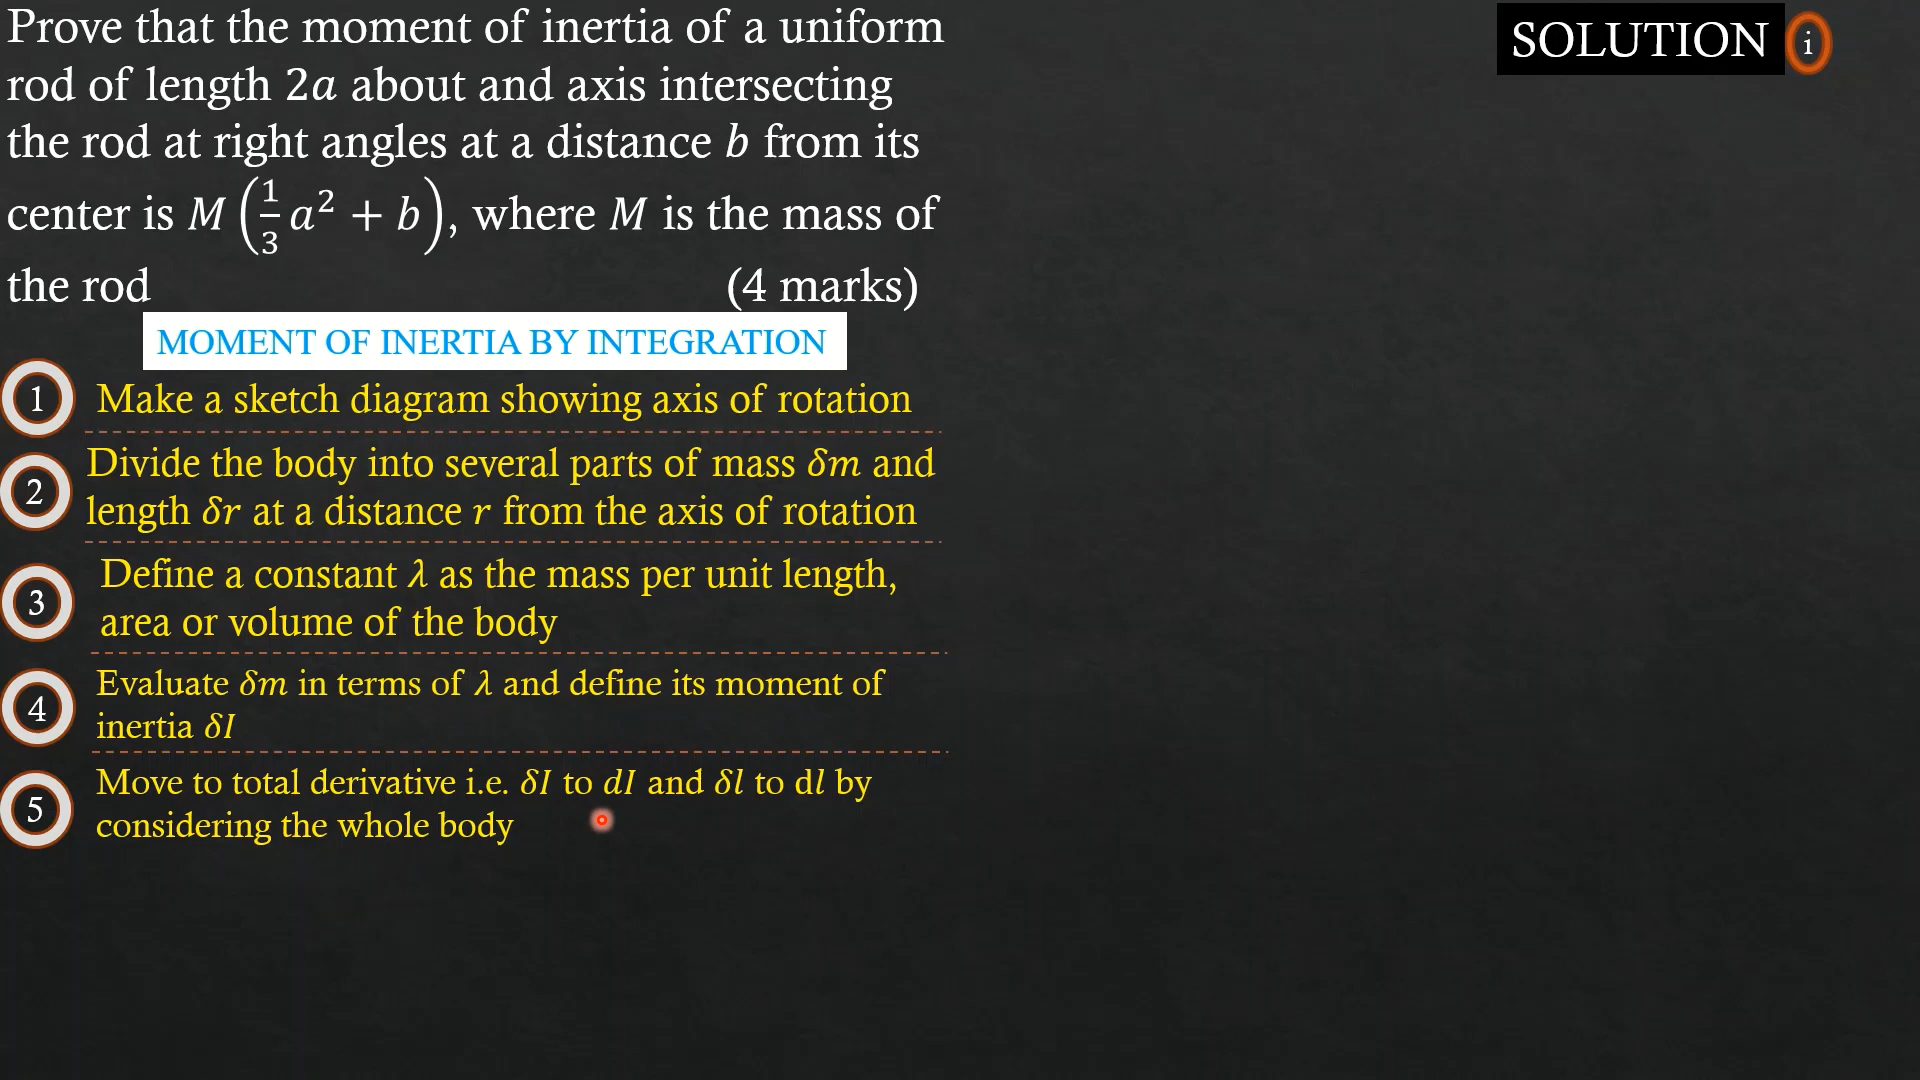 Prove that the moment of inertia of a uniform
rod of length 2a about and axis intersecting
the rod at right angles at a distance b from its
center is M(1/3 a² + b), where M is the mass of
the rod (4 marks)
MOMENT OF INERTIA BY INTEGRATION
1 Make a sketch diagram showing axis of rotation
2 Divide the body into several parts of mass δm and
length δr at a distance r from the axis of rotation
3 Define a constant λ as the mass per unit length,
area or volume of the body
4 Evaluate δm in terms of λ and define its moment of
inertia δI
5 Move to total derivative i.e. δI to dI and δl to dl by
considering the whole body
SOLUTION i